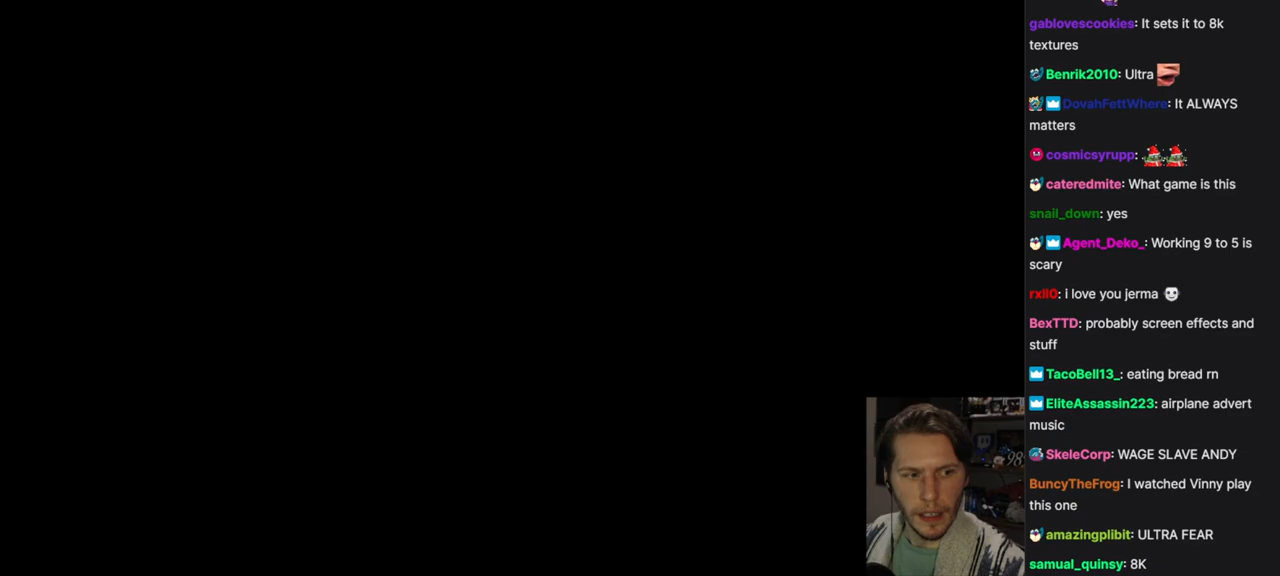 gablovescookies: It sets it to 8k
textures
Benrik2010: Ultra
DovahFettWhere: It ALWAYS
matters
cosmicsyrupp:
cateredmite: What game is this
snail_down: yes
Agent_Deko_: Working 9 to 5 is
scary
rxll0: i love you jerma
BexTTD: probably screen effects and
stuff
TacoBell13_: eating bread rn
EliteAssassin223: airplane advert
music
SkeleCorp: WAGE SLAVE ANDY
BuncyTheFrog: I watched Vinny play
this one
amazingplibit: ULTRA FEAR
samual_quinsy: 8K